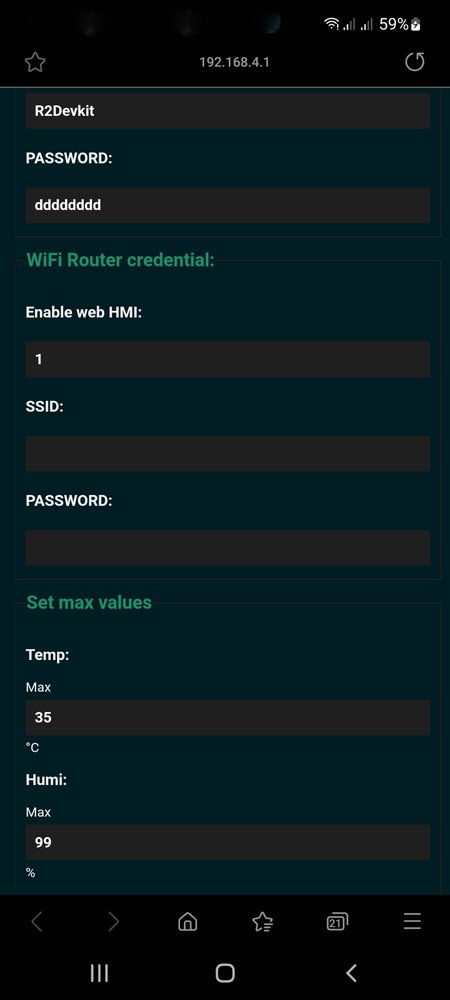 59%
192.168.4.1
R2Devkit
PASSWORD:
dddddddd
WiFi Router credential:
Enable web HMI:
1
SSID:
PASSWORD:
Set max values
Temp:
Max
35
°C
Humi:
Max
99
%
21